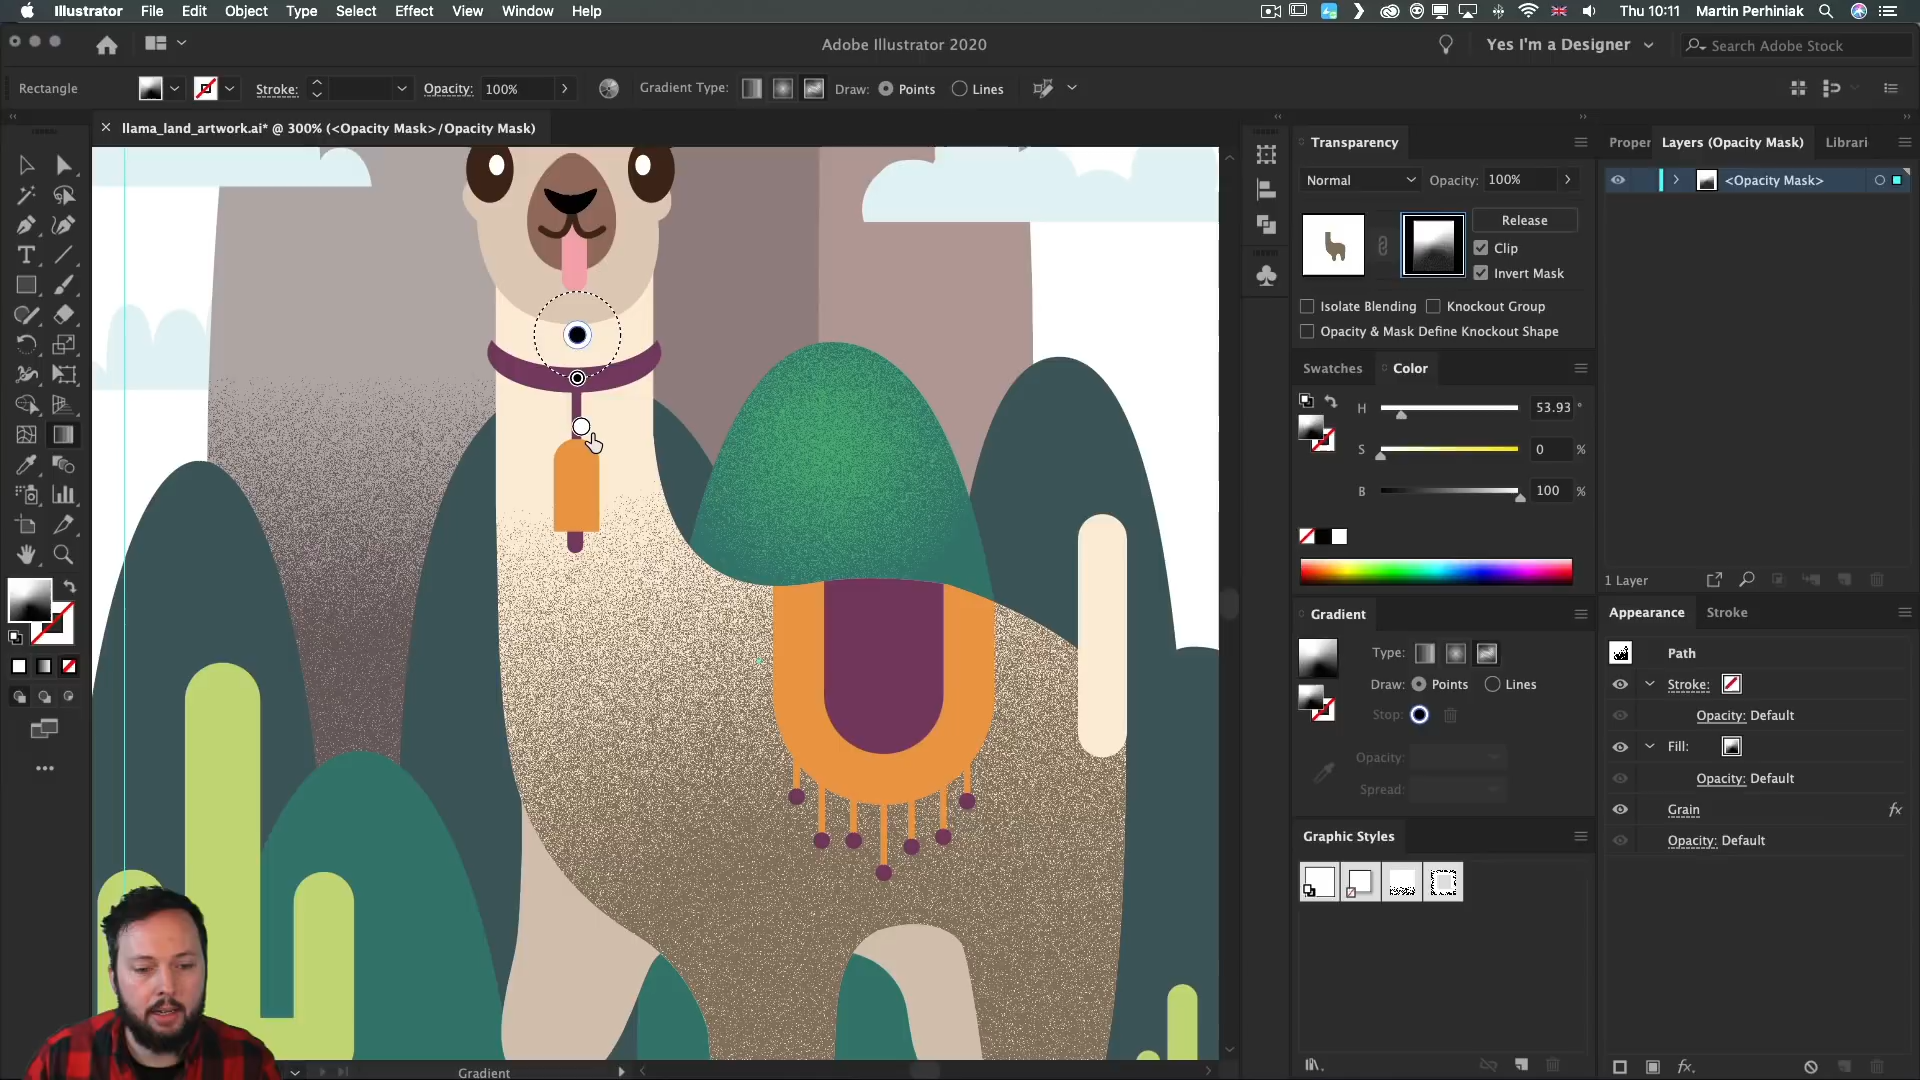 Illustrator File Edit Object Type Select Effect View Window Help
Thu 10:11 Martin Perhiniak
Adobe Illustrator 2020
Yes I'm a Designer
Search Adobe Stock
Rectangle
Stroke:
Opacity: 100%
Gradient Type:
Draw: Points Lines
× llama_land_artwork.ai* @ 300% (<Opacity Mask>/Opacity Mask)
Transparency
Normal
Opacity: 100%
Release
Clip
Invert Mask
Isolate Blending Knockout Group
Opacity & Mask Define Knockout Shape
Swatches Color
H 53.93 °
S 0 %
B 100 %
Gradient
Type:
Draw: Points Lines
Stop:
Opacity:
Spread:
Graphic Styles
Proper Layers (Opacity Mask) Librari
<Opacity Mask>
1 Layer
Appearance Stroke
Path
Stroke:
Opacity: Default
Fill:
Opacity: Default
Grain fx
Opacity: Default
fx
Gradient